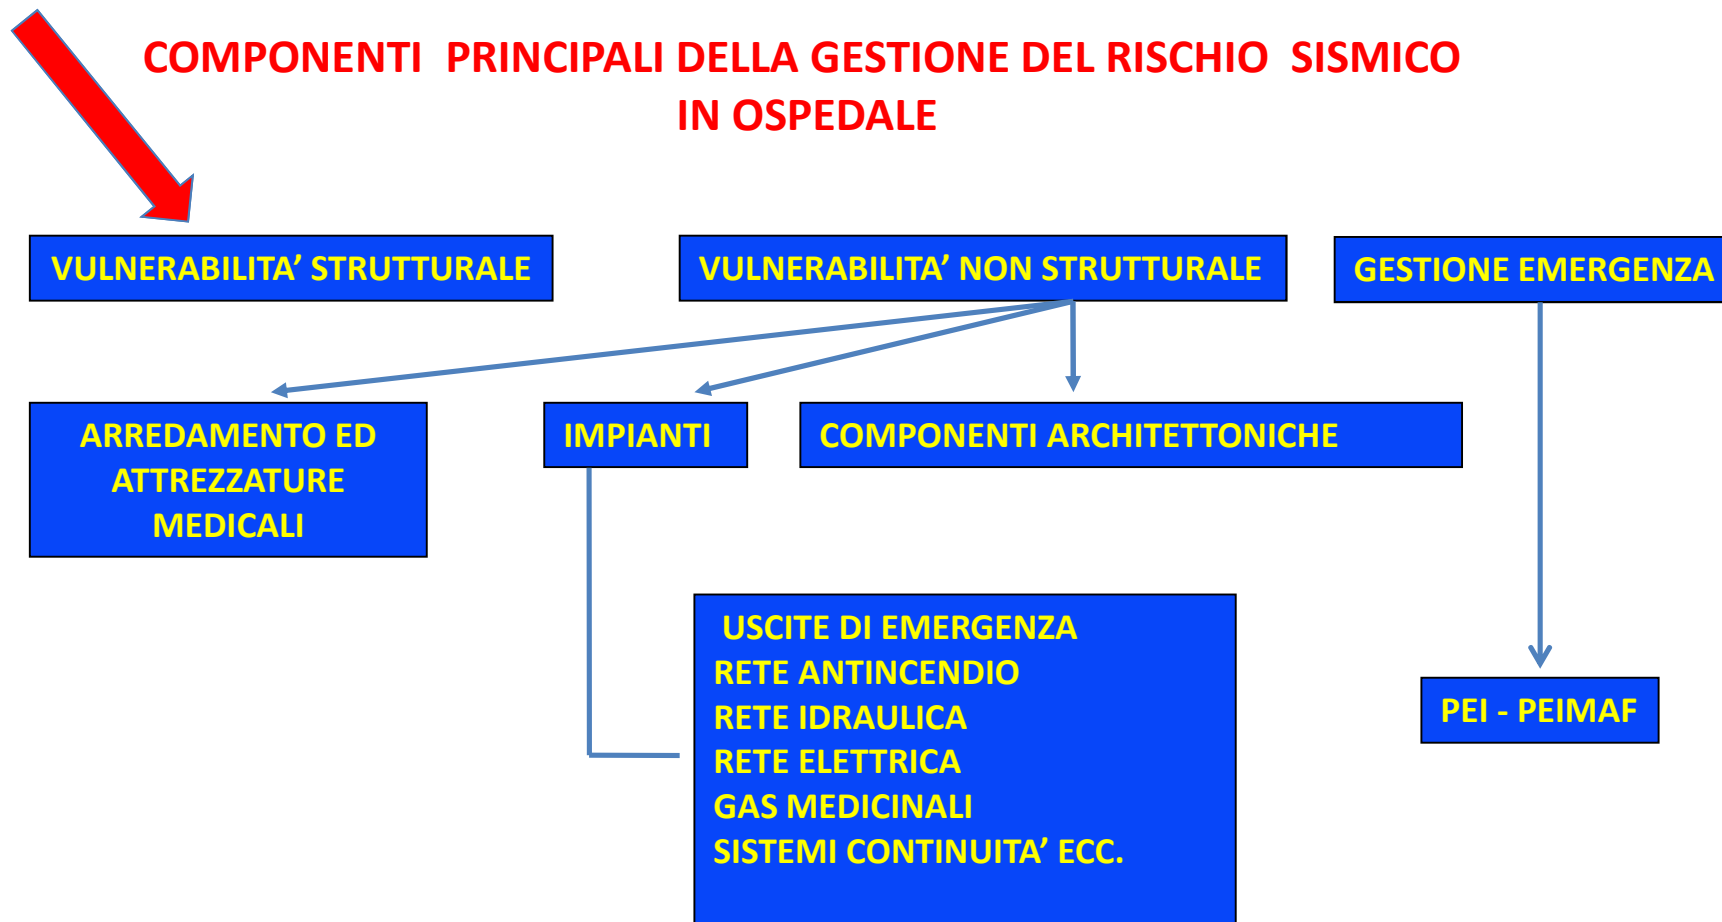 COMPONENTI PRINCIPALI DELLA GESTIONE DEL RISCHIO SISMICO
IN OSPEDALE
VULNERABILITA’ STRUTTURALE
VULNERABILITA’ NON STRUTTURALE
GESTIONE EMERGENZA
ARREDAMENTO ED
ATTREZZATURE
MEDICALI
IMPIANTI
COMPONENTI ARCHITETTONICHE
USCITE DI EMERGENZA
RETE ANTINCENDIO
RETE IDRAULICA
RETE ELETTRICA
GAS MEDICINALI
SISTEMI CONTINUITA’ ECC.
PEI - PEIMAF